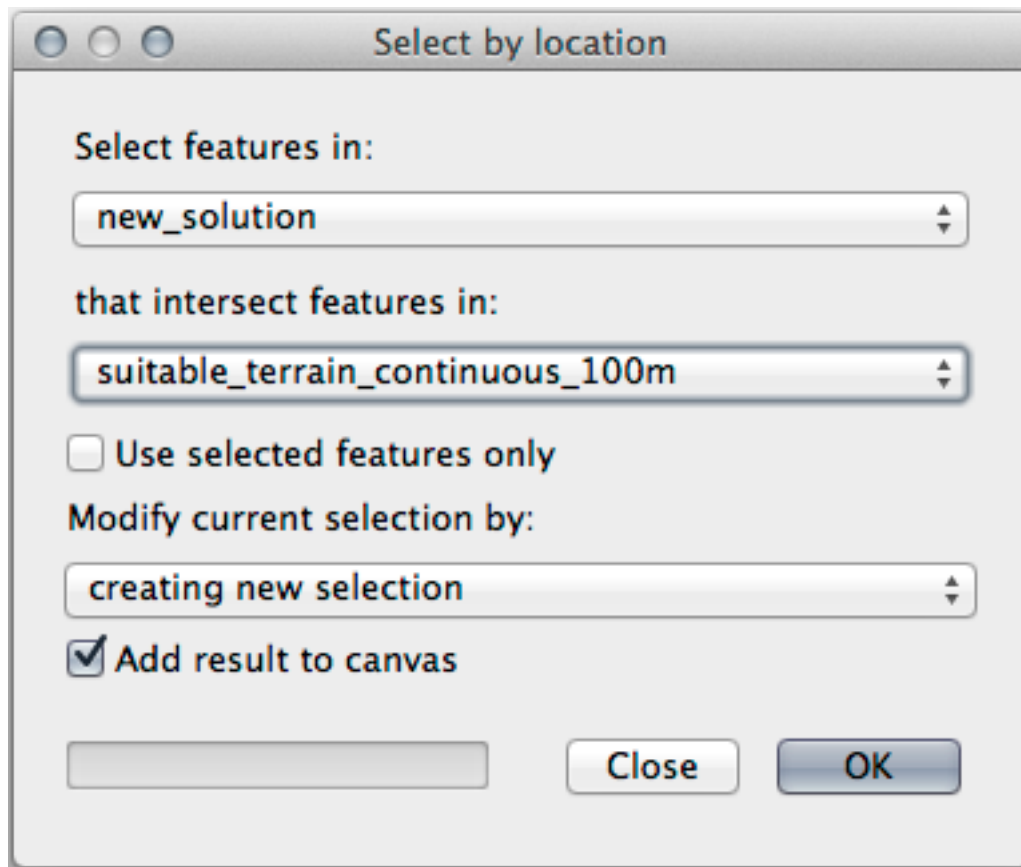 Select by location
Select features in:
new_solution
that intersect features in:
suitable_terrain_continuous_100m
Use selected features only
Modify current selection by:
creating new selection
Add result to canvas
Close OK